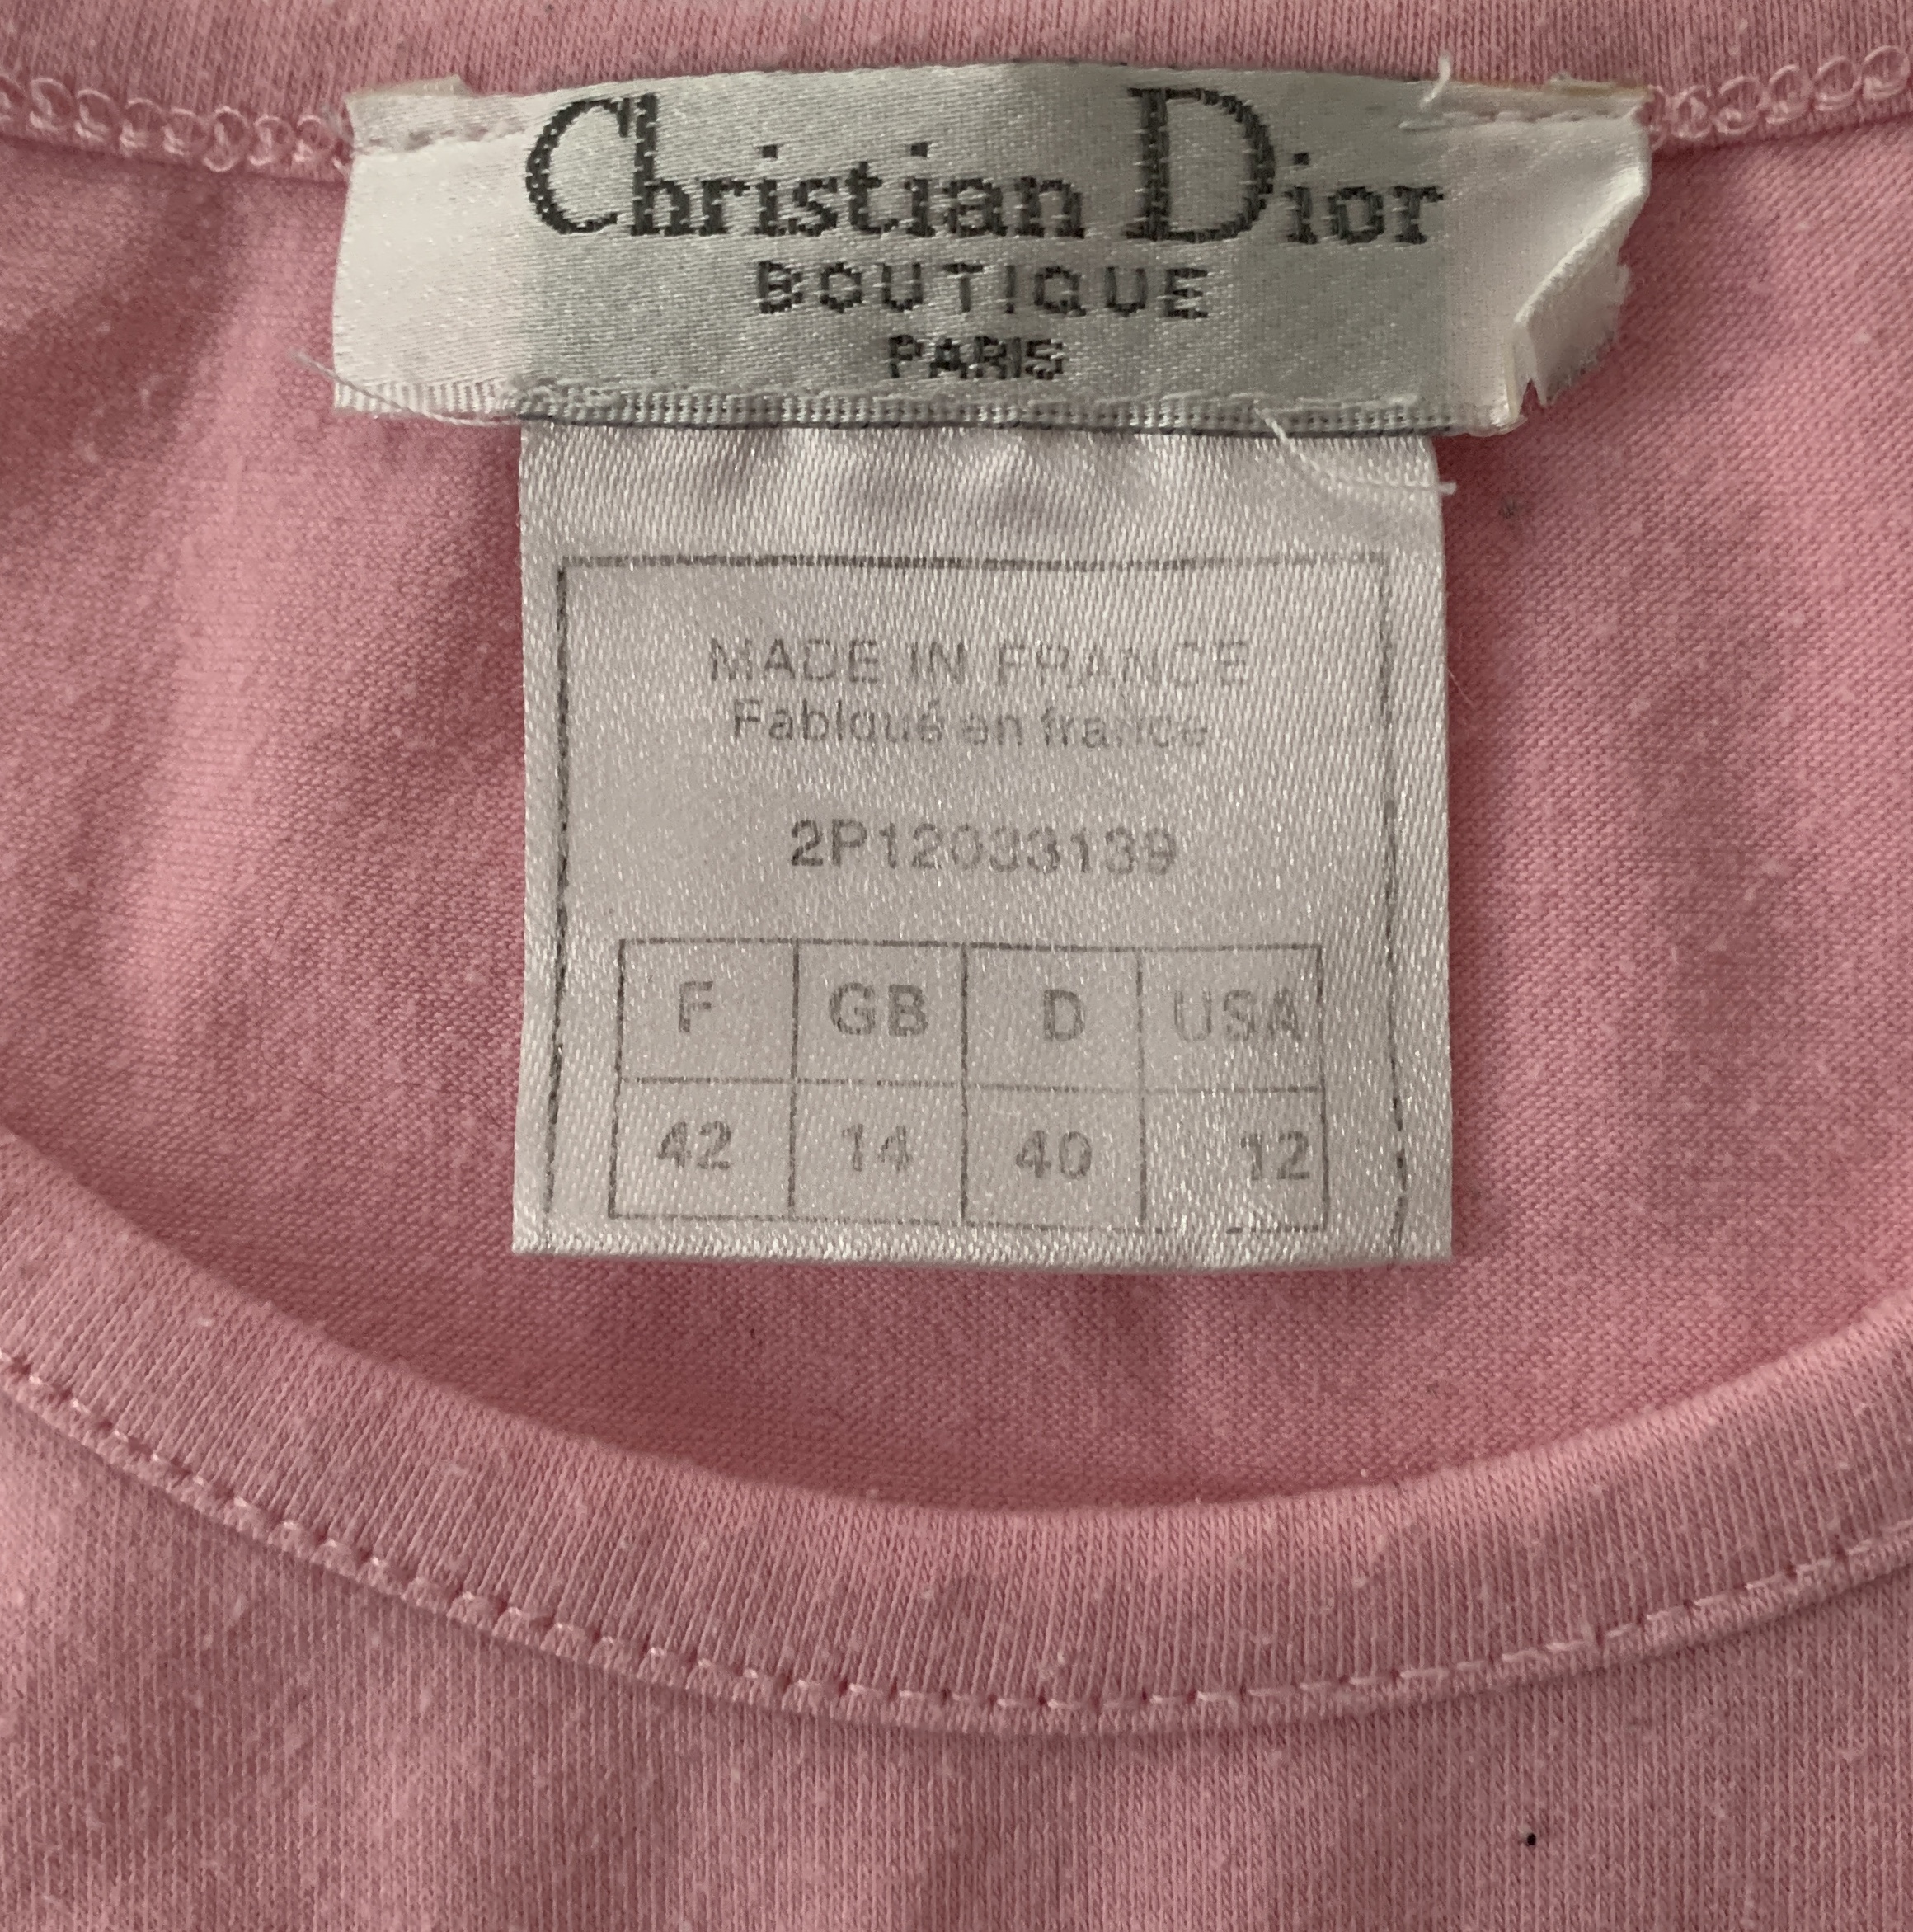 Christian Dior
BOUTIQUE
PARIS
MADE IN FRANCE
Fabiqué en france
2P12033139
F GB D USA
42 14 40 12